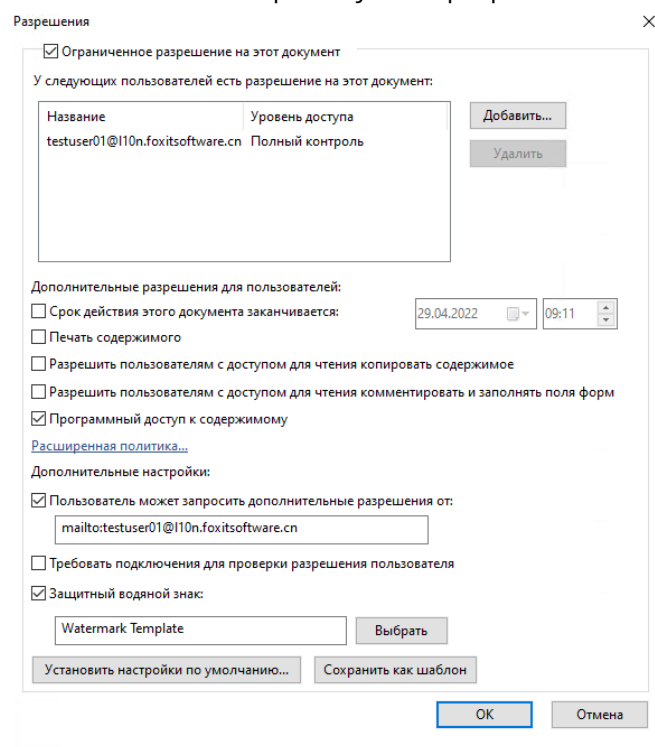 Разрешения
Ограниченное разрешение на этот документ
У следующих пользователей есть разрешение на этот документ:
Название Уровень доступа
testuser01@l10n.foxitsoftware.cn Полный контроль
Добавить...
Удалить
Дополнительные разрешения для пользователей:
Срок действия этого документа заканчивается: 29.04.2022 09:11
Печать содержимого
Разрешить пользователям с доступом для чтения копировать содержимое
Разрешить пользователям с доступом для чтения комментировать и заполнять поля форм
Программный доступ к содержимому
Расширенная политика...
Дополнительные настройки:
Пользователь может запросить дополнительные разрешения от:
mailto:testuser01@l10n.foxitsoftware.cn
Требовать подключения для проверки разрешения пользователя
Защитный водяной знак:
Watermark Template Выбрать
Установить настройки по умолчанию... Сохранить как шаблон
OK Отмена